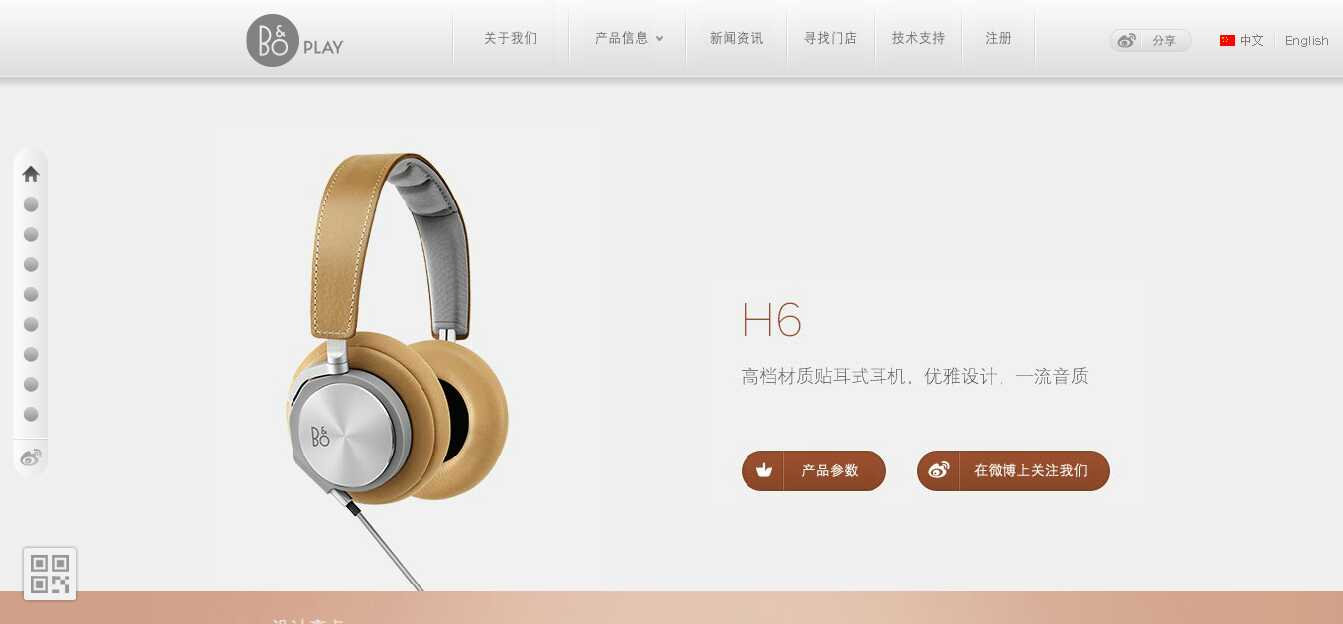 B&O PLAY
关于我们
产品信息
新闻资讯
寻找门店
技术支持
注册
分享
中文
English
H6
高档材质贴耳式耳机，优雅设计，一流音质
B&O
产品参数
在微博上关注我们